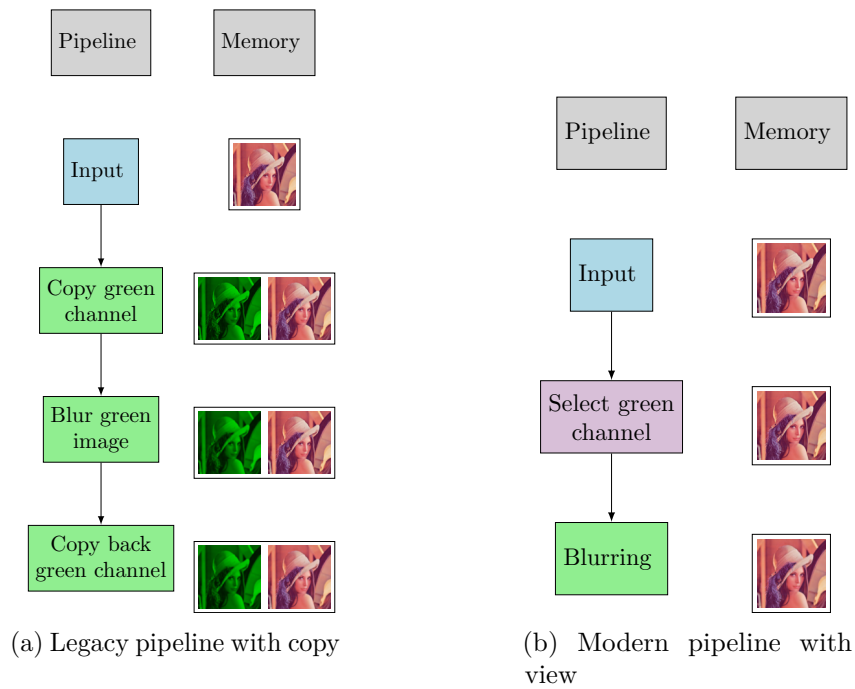 Pipeline
Memory
Input
Copy green
channel
Blur green
image
Copy back
green channel
(a) Legacy pipeline with copy
Pipeline
Memory
Input
Select green
channel
Blurring
(b) Modern pipeline with
view